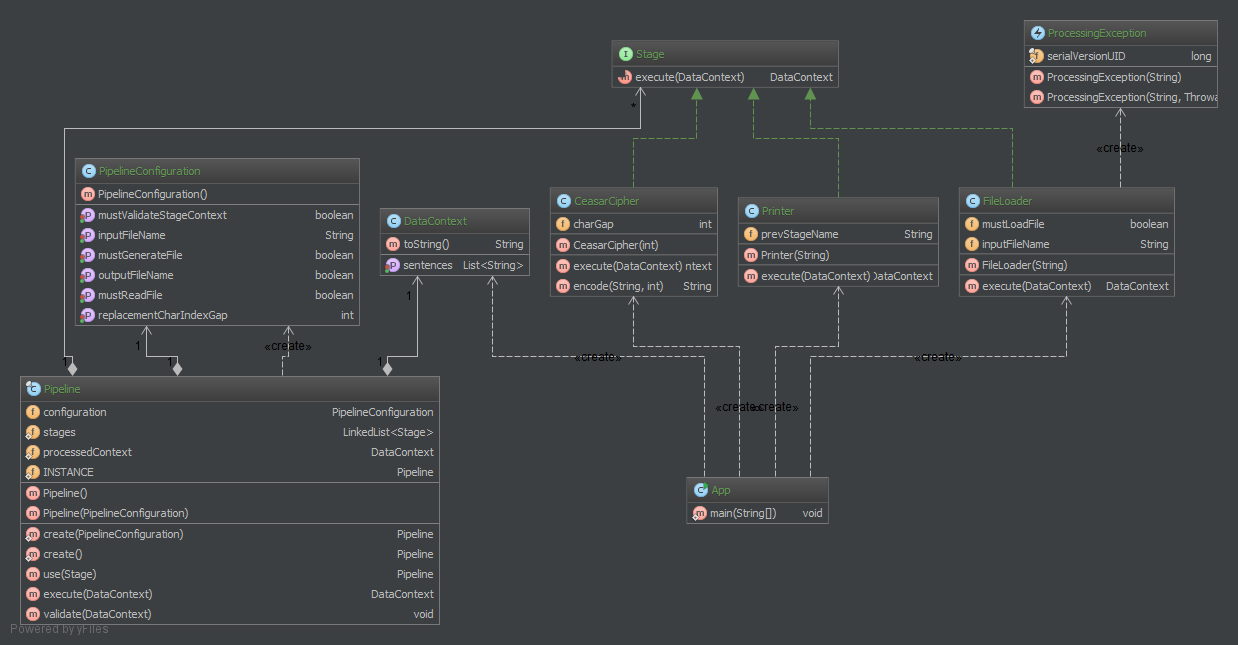 Stage
execute(DataContext) DataContext
*
ProcessingException
serialVersionUID long
ProcessingException(String)
ProcessingException(String, Throwa
«create»
PipelineConfiguration
PipelineConfiguration()
mustValidateStageContext boolean
inputFileName String
mustGenerateFile boolean
outputFileName boolean
mustReadFile boolean
replacementCharIndexGap int
DataContext
toString() String
sentences List<String>
CeasarCipher
charGap int
CeasarCipher(int)
execute(DataContext) ntext
encode(String, int) String
Printer
prevStageName String
Printer(String)
execute(DataContext) DataContext
FileLoader
mustLoadFile boolean
inputFileName String
FileLoader(String)
execute(DataContext) DataContext
1
1
«create»
1
1
1
«create»
«create»
«create»
«create»
Pipeline
configuration PipelineConfiguration
stages LinkedList<Stage>
processedContext DataContext
INSTANCE Pipeline
Pipeline()
Pipeline(PipelineConfiguration)
create(PipelineConfiguration) Pipeline
create() Pipeline
use(Stage) Pipeline
execute(DataContext) DataContext
validate(DataContext) void
App
main(String[]) void
Powered by yFiles